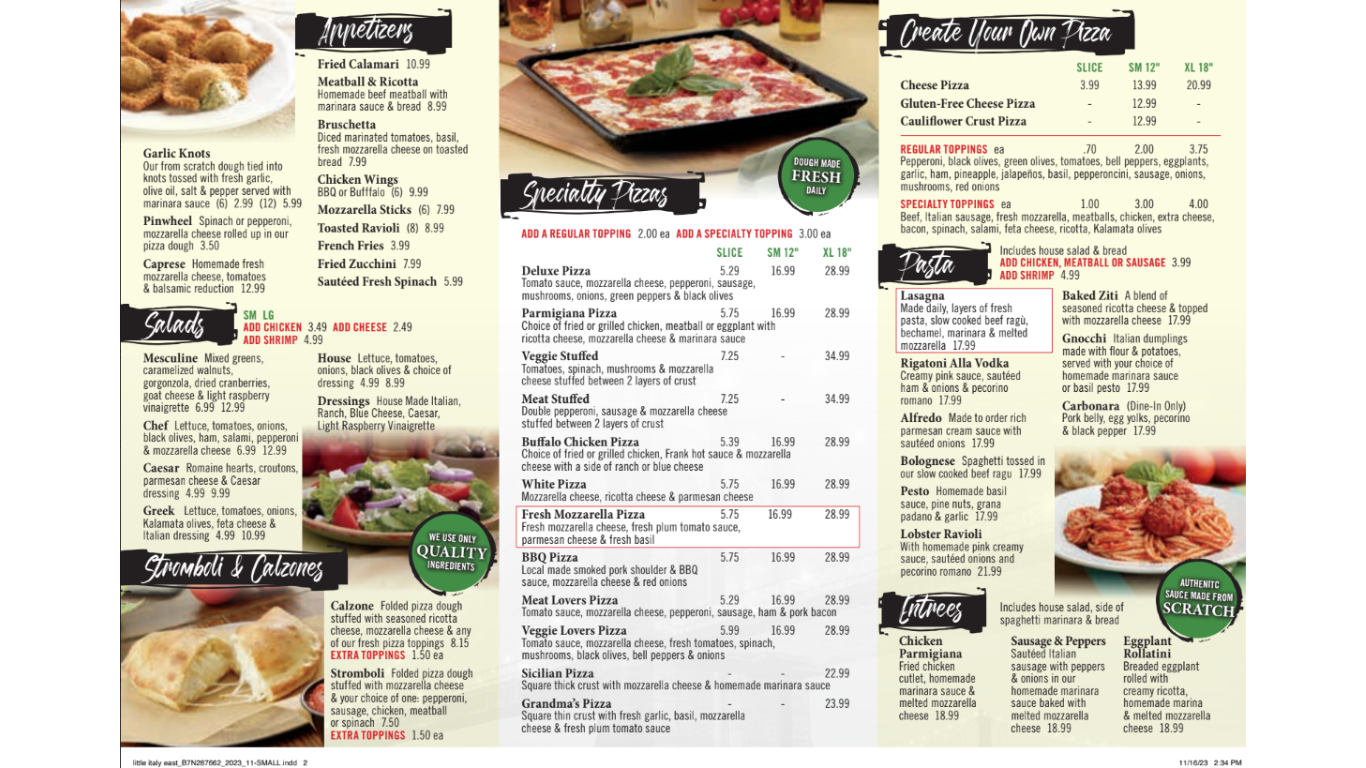 Appetizers
Fried Calamari 10.99
Meatball & Ricotta
Homemade beef meatball with
marinara sauce & bread 8.99
Bruschetta
Diced marinated tomatoes, basil,
fresh mozzarella cheese on toasted
bread 7.99
Chicken Wings
BBQ or Bufffalo (6) 9.99
Mozzarella Sticks (6) 7.99
Toasted Ravioli (8) 8.99
French Fries 3.99
Fried Zucchini 7.99
Sautéed Fresh Spinach 5.99
Garlic Knots
Our from scratch dough tied into
knots tossed with fresh garlic,
olive oil, salt & pepper served with
marinara sauce (6) 2.99 (12) 5.99
Pinwheel Spinach or pepperoni,
mozzarella cheese rolled up in our
pizza dough 3.50
Caprese Homemade fresh
mozzarella cheese, tomatoes
& balsamic reduction 12.99
Salads
SM LG
ADD CHICKEN 3.49 ADD CHEESE 2.49
ADD SHRIMP 4.99
Mesculine Mixed greens,
caramelized walnuts,
gorgonzola, dried cranberries,
goat cheese & light raspberry
vinaigrette 6.99 12.99
Chef Lettuce, tomatoes, onions,
black olives, ham, salami, pepperoni
& mozzarella cheese 6.99 12.99
Caesar Romaine hearts, croutons,
parmesan cheese & Caesar
dressing 4.99 9.99
Greek Lettuce, tomatoes, onions,
Kalamata olives, feta cheese &
Italian dressing 4.99 10.99
House Lettuce, tomatoes,
onions, black olives & choice of
dressing 4.99 8.99
Dressings House Made Italian,
Ranch, Blue Cheese, Caesar,
Light Raspberry Vinaigrette
WE USE ONLY
QUALITY
INGREDIENTS
Stromboli & Calzones
Calzone Folded pizza dough
stuffed with seasoned ricotta
cheese, mozzarella cheese & any
of our fresh pizza toppings 8.15
EXTRA TOPPINGS 1.50 ea
Stromboli Folded pizza dough
stuffed with mozzarella cheese
& your choice of one: pepperoni,
sausage, chicken, meatball
or spinach 7.50
EXTRA TOPPINGS 1.50 ea
DOUGH MADE
FRESH
DAILY
Specialty Pizzas
ADD A REGULAR TOPPING 2.00 ea ADD A SPECIALTY TOPPING 3.00 ea
SLICE SM 12" XL 18"
Deluxe Pizza 5.29 16.99 28.99
Tomato sauce, mozzarella cheese, pepperoni, sausage,
mushrooms, onions, green peppers & black olives
Parmigiana Pizza 5.75 16.99 28.99
Choice of fried or grilled chicken, meatball or eggplant with
ricotta cheese, mozzarella cheese & marinara sauce
Veggie Stuffed 7.25 - 34.99
Tomatoes, spinach, mushrooms & mozzarella
cheese stuffed between 2 layers of crust
Meat Stuffed 7.25 - 34.99
Double pepperoni, sausage & mozzarella cheese
stuffed between 2 layers of crust
Buffalo Chicken Pizza 5.39 16.99 28.99
Choice of fried or grilled chicken, Frank hot sauce & mozzarella
cheese with a side of ranch or blue cheese
White Pizza 5.75 16.99 28.99
Mozzarella cheese, ricotta cheese & parmesan cheese
Fresh Mozzarella Pizza 5.75 16.99 28.99
Fresh mozzarella cheese, fresh plum tomato sauce,
parmesan cheese & fresh basil
BBQ Pizza 5.75 16.99 28.99
Local made smoked pork shoulder & BBQ
sauce, mozzarella cheese & red onions
Meat Lovers Pizza 5.29 16.99 28.99
Tomato sauce, mozzarella cheese, pepperoni, sausage, ham & pork bacon
Veggie Lovers Pizza 5.99 16.99 28.99
Tomato sauce, mozzarella cheese, fresh tomatoes, spinach,
mushrooms, black olives, bell peppers & onions
Sicilian Pizza - - 22.99
Square thick crust with mozzarella cheese & homemade marinara sauce
Grandma's Pizza - - 23.99
Square thin crust with fresh garlic, basil, mozzarella
cheese & fresh plum tomato sauce
Create Your Own Pizza
SLICE SM 12" XL 18"
Cheese Pizza 3.99 13.99 20.99
Gluten-Free Cheese Pizza - 12.99 -
Cauliflower Crust Pizza - 12.99 -
REGULAR TOPPINGS ea .70 2.00 3.75
Pepperoni, black olives, green olives, tomatoes, bell peppers, eggplants,
garlic, ham, pineapple, jalapeños, basil, pepperoncini, sausage, onions,
mushrooms, red onions
SPECIALTY TOPPINGS ea 1.00 3.00 4.00
Beef, Italian sausage, fresh mozzarella, meatballs, chicken, extra cheese,
bacon, spinach, salami, feta cheese, ricotta, Kalamata olives
Pasta
Includes house salad & bread
ADD CHICKEN, MEATBALL OR SAUSAGE 3.99
ADD SHRIMP 4.99
Lasagna
Made daily, layers of fresh
pasta, slow cooked beef ragù,
bechamel, marinara & melted
mozzarella 17.99
Rigatoni Alla Vodka
Creamy pink sauce, sautéed
ham & onions & pecorino
romano 17.99
Alfredo Made to order rich
parmesan cream sauce with
sautéed onions 17.99
Bolognese Spaghetti tossed in
our slow cooked beef ragu 17.99
Pesto Homemade basil
sauce, pine nuts, grana
padano & garlic 17.99
Lobster Ravioli
With homemade pink creamy
sauce, sautéed onions and
pecorino romano 21.99
Baked Ziti A blend of
seasoned ricotta cheese & topped
with mozzarella cheese 17.99
Gnocchi Italian dumplings
made with flour & potatoes,
served with your choice of
homemade marinara sauce
or basil pesto 17.99
Carbonara (Dine-In Only)
Pork belly, egg yolks, pecorino
& black pepper 17.99
AUTHENITC
SAUCE MADE FROM
SCRATCH
Entrees
Includes house salad, side of
spaghetti marinara & bread
Chicken
Parmigiana
Fried chicken
cutlet, homemade
marinara sauce &
melted mozzarella
cheese 18.99
Sausage & Peppers
Sautéed Italian
sausage with peppers
& onions in our
homemade marinara
sauce baked with
melted mozzarella
cheese 18.99
Eggplant
Rollatini
Breaded eggplant
rolled with
creamy ricotta,
homemade marina
& melted mozzarella
cheese 18.99
little italy east_B7N287662_2023_11-SMALL.indd 2
11/16/23 2:34 PM